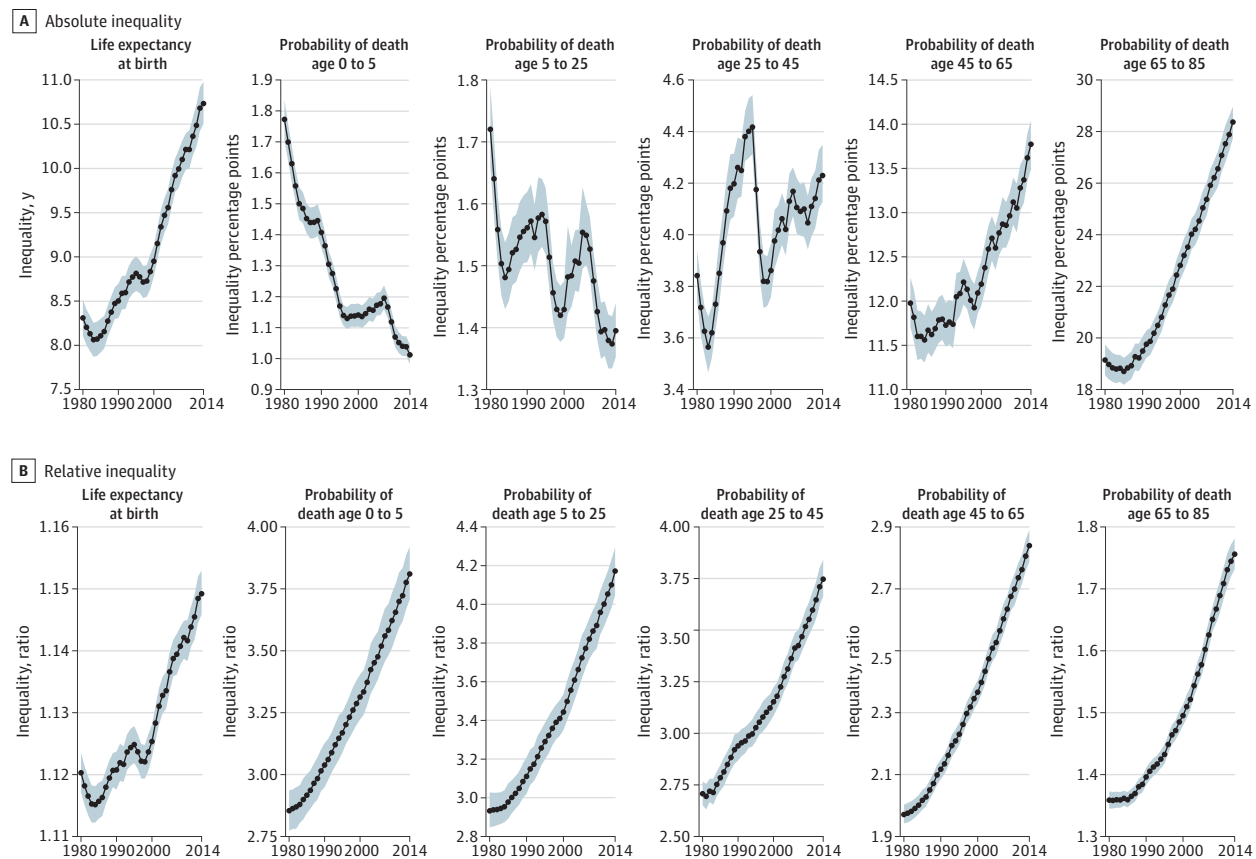 A Absolute inequality
Life expectancy
at birth
Inequality, y
11.0
10.5
10.0
9.5
9.0
8.5
8.0
7.5
1980 1990 2000 2014
Probability of death
age 0 to 5
Inequality percentage points
1.9
1.8
1.7
1.6
1.5
1.4
1.3
1.2
1.1
1.0
0.9
1980 1990 2000 2014
Probability of death
age 5 to 25
Inequality percentage points
1.8
1.7
1.6
1.5
1.4
1.3
1980 1990 2000 2014
Probability of death
age 25 to 45
Inequality percentage points
4.6
4.4
4.2
4.0
3.8
3.6
3.4
1980 1990 2000 2014
Probability of death
age 45 to 65
Inequality percentage points
14.5
14.0
13.5
13.0
12.5
12.0
11.5
11.0
1980 1990 2000 2014
Probability of death
age 65 to 85
Inequality percentage points
30
28
26
24
22
20
18
1980 1990 2000 2014
B Relative inequality
Life expectancy
at birth
Inequality, ratio
1.16
1.15
1.14
1.13
1.12
1.11
1980 1990 2000 2014
Probability of
death age 0 to 5
Inequality, ratio
4.00
3.75
3.50
3.25
3.00
2.75
1980 1990 2000 2014
Probability of
death age 5 to 25
Inequality, ratio
4.4
4.2
4.0
3.8
3.6
3.4
3.2
3.0
2.8
1980 1990 2000 2014
Probability of
death age 25 to 45
Inequality, ratio
4.00
3.75
3.50
3.25
3.00
2.75
2.50
1980 1990 2000 2014
Probability of
death age 45 to 65
Inequality, ratio
2.9
2.7
2.5
2.3
2.1
1.9
1980 1990 2000 2014
Probability of death
age 65 to 85
Inequality, ratio
1.8
1.7
1.6
1.5
1.4
1.3
1980 1990 2000 2014